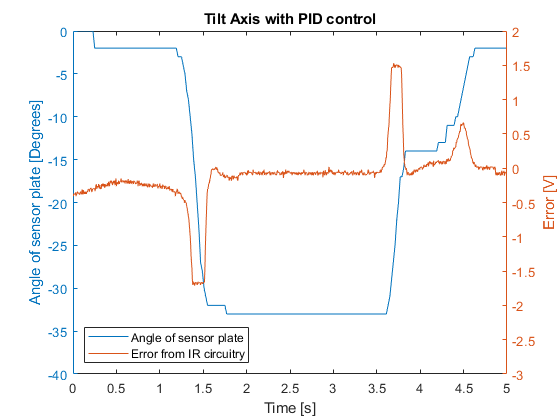 Tilt Axis with PID control
Angle of sensor plate [Degrees]
0
-5
-10
-15
-20
-25
-30
-35
-40
2
1.5
1
0.5
0
-0.5
-1
-1.5
-2
-2.5
-3
Error [V]
Angle of sensor plate
Error from IR circuitry
0 0.5 1 1.5 2 2.5 3 3.5 4 4.5 5
Time [s]